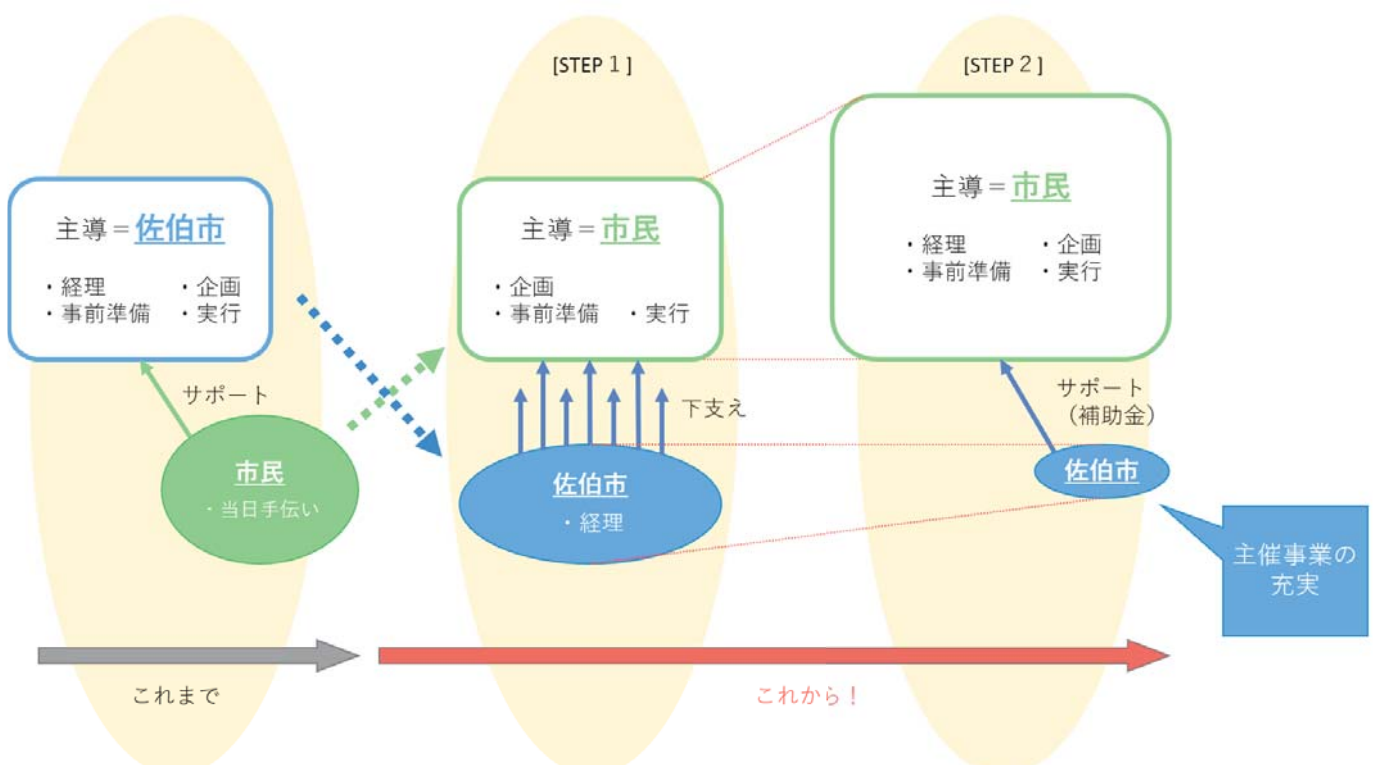 主導＝佐伯市
・経理　・企画
・事前準備　・実行
サポート
市民
・当日手伝い
これまで
[STEP 1]
主導＝市民
・企画
・事前準備　・実行
下支え
佐伯市
・経理
[STEP 2]
主導＝市民
・経理　・企画
・事前準備　・実行
サポート
（補助金）
佐伯市
主催事業の
充実
これから！